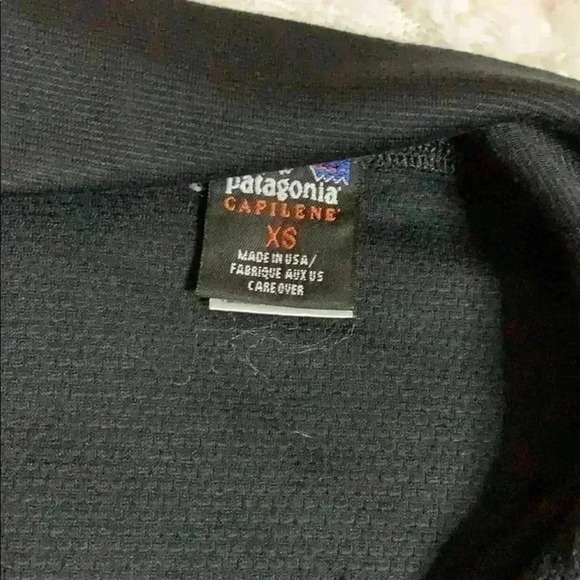 patagonia
CAPILENE®
XS
MADE IN USA/
FABRIQUE AUX US
CARE OVER